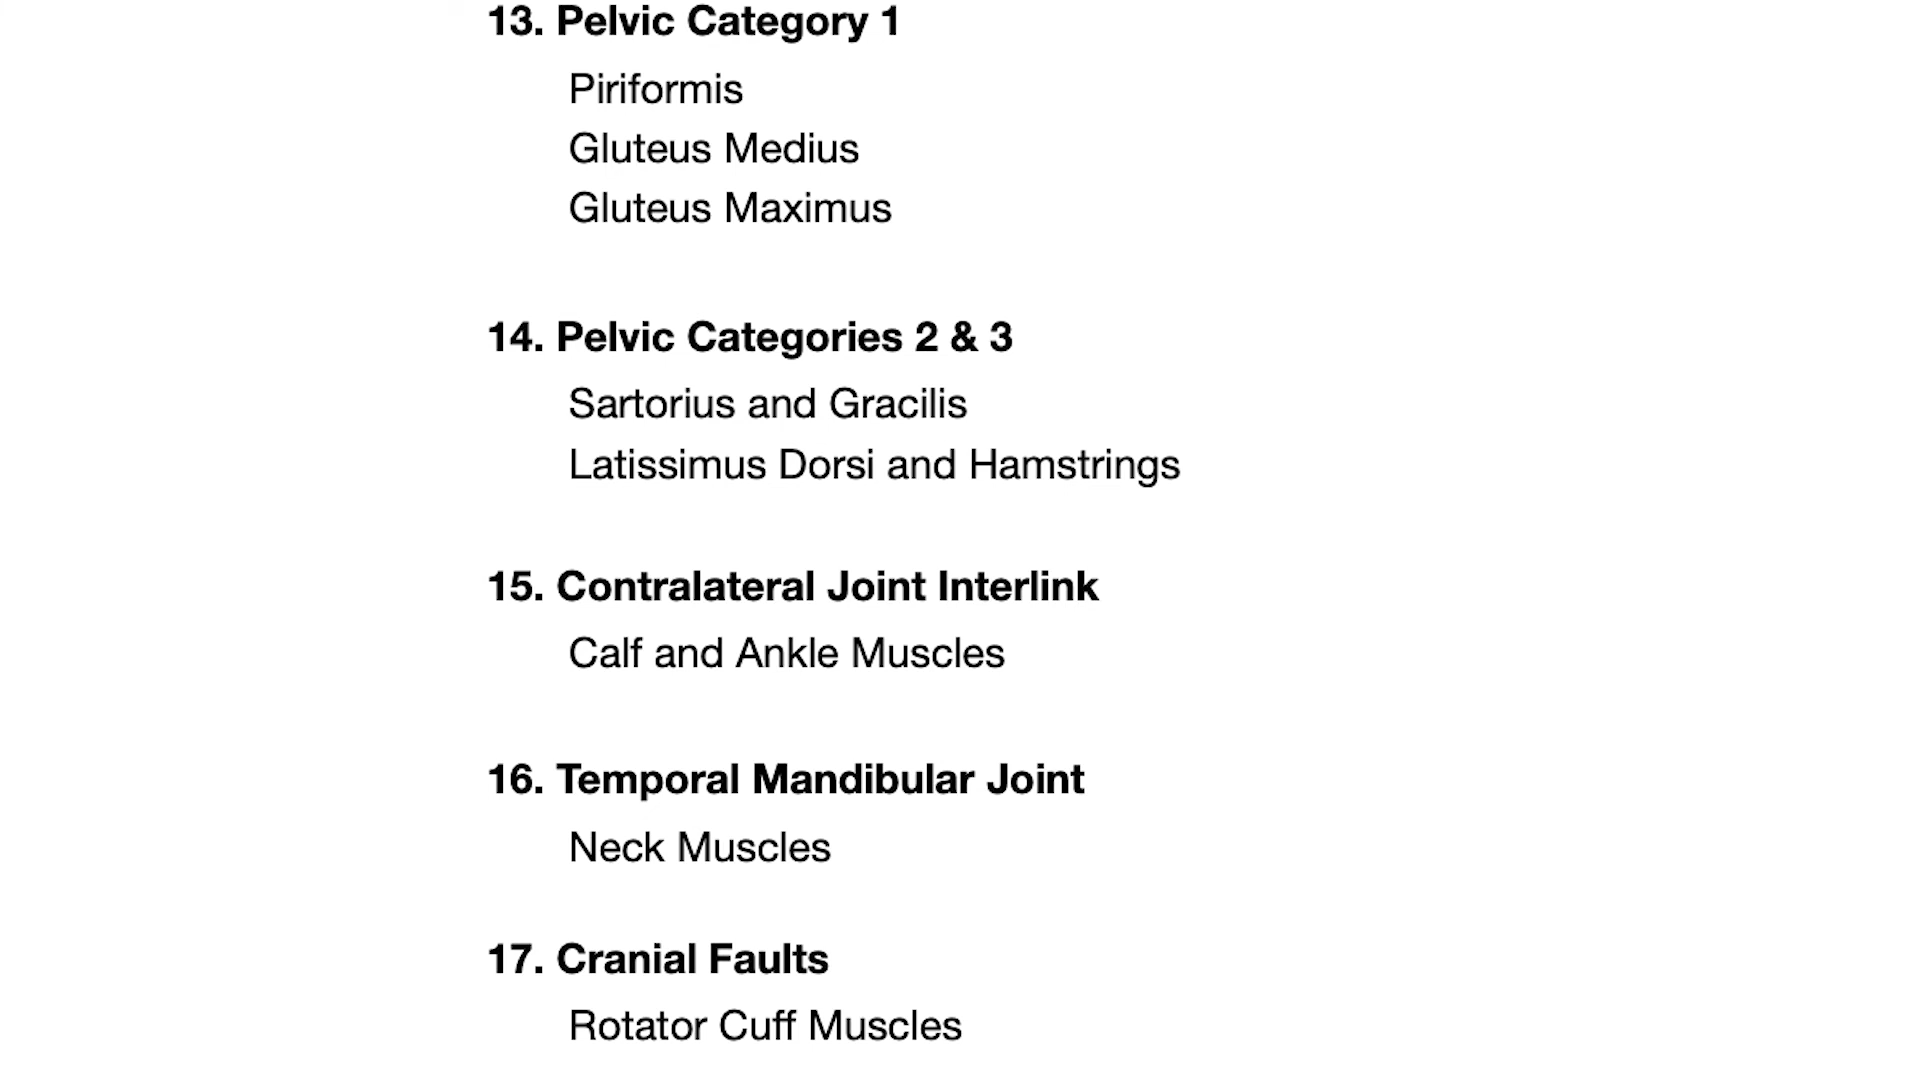 13. Pelvic Category 1
Piriformis
Gluteus Medius
Gluteus Maximus
14. Pelvic Categories 2 & 3
Sartorius and Gracilis
Latissimus Dorsi and Hamstrings
15. Contralateral Joint Interlink
Calf and Ankle Muscles
16. Temporal Mandibular Joint
Neck Muscles
17. Cranial Faults
Rotator Cuff Muscles